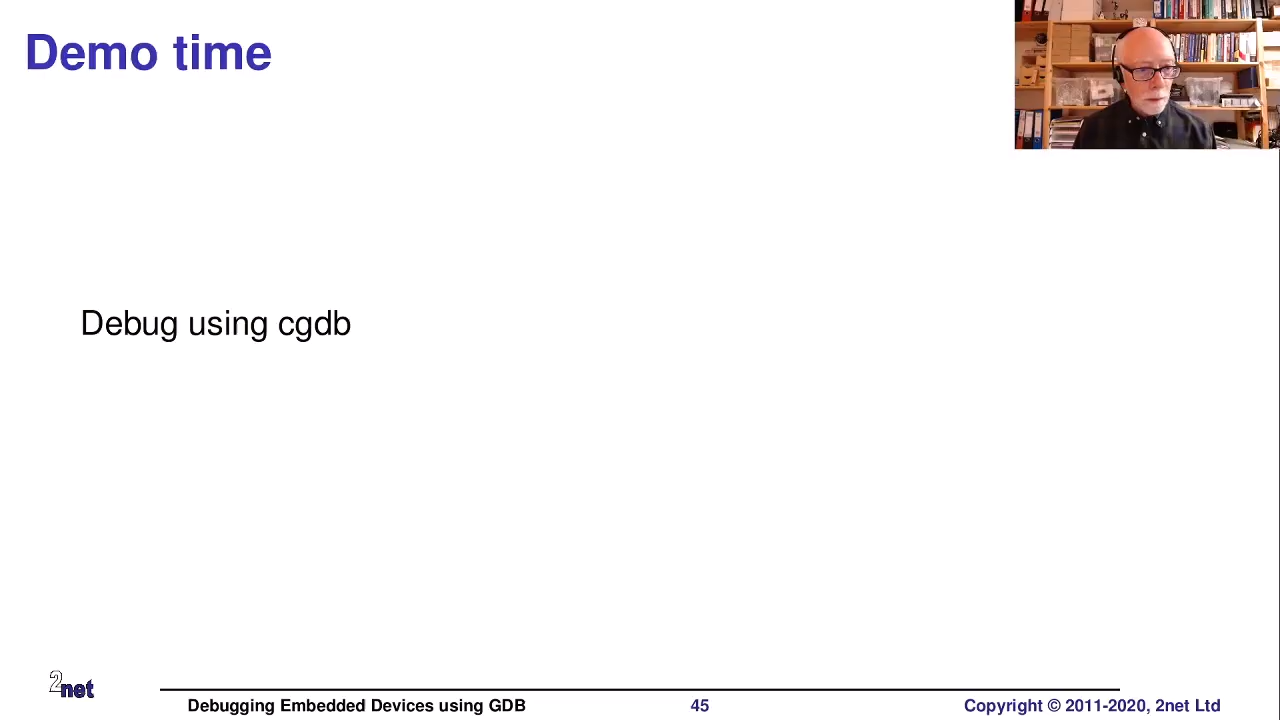 Demo time
Debug using cgdb
2net
Debugging Embedded Devices using GDB
45
Copyright © 2011-2020, 2net Ltd